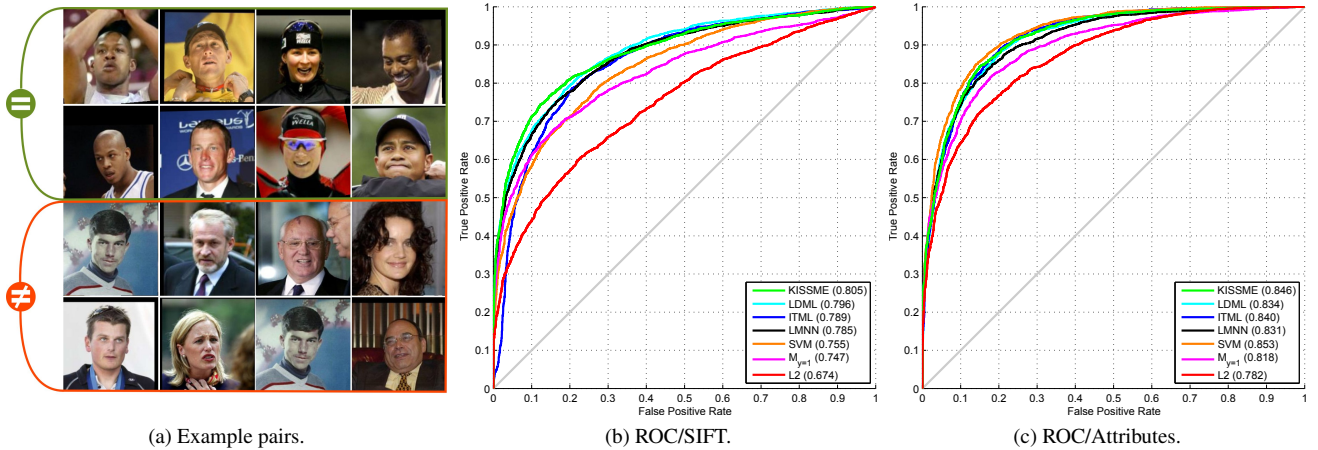 =
≠
WELLA
Mercedes-Benz
(a) Example pairs.
1
0.9
0.8
0.7
0.6
0.5
0.4
0.3
0.2
0.1
0
True Positive Rate
0 0.1 0.2 0.3 0.4 0.5 0.6 0.7 0.8 0.9 1
False Positive Rate
KISSME (0.805)
LDML (0.796)
ITML (0.789)
LMNN (0.785)
SVM (0.755)
M_y=1 (0.747)
L2 (0.674)
(b) ROC/SIFT.
1
0.9
0.8
0.7
0.6
0.5
0.4
0.3
0.2
0.1
0
True Positive Rate
0 0.1 0.2 0.3 0.4 0.5 0.6 0.7 0.8 0.9 1
False Positive Rate
KISSME (0.846)
LDML (0.834)
ITML (0.840)
LMNN (0.831)
SVM (0.853)
M_y=1 (0.818)
L2 (0.782)
(c) ROC/Attributes.